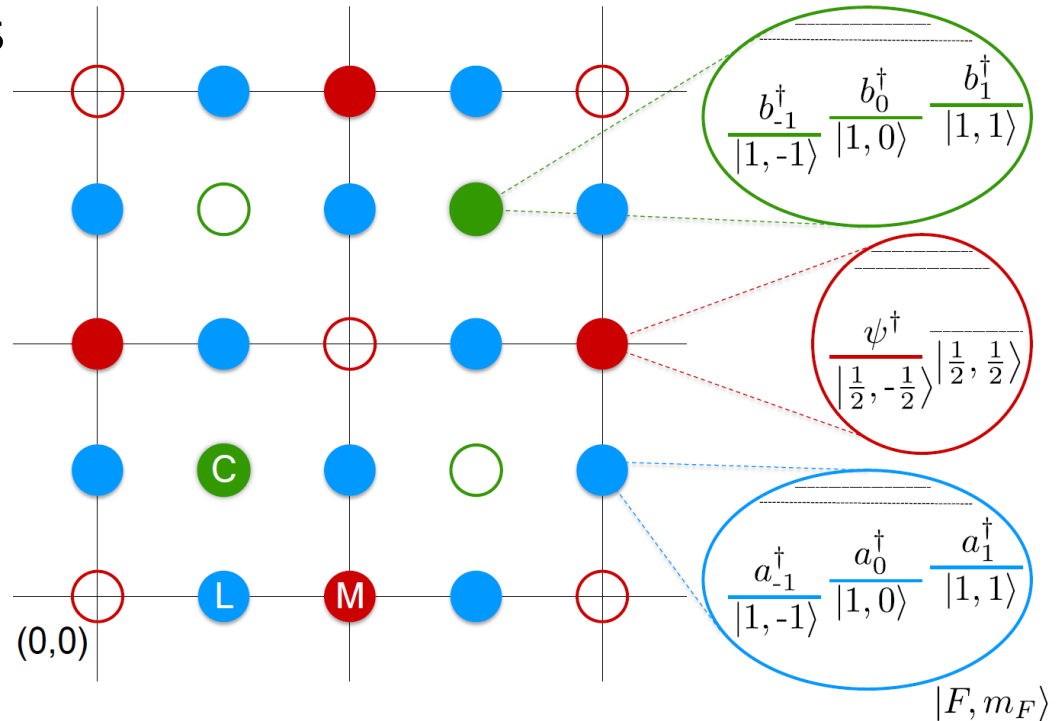 s
b†₋₁ b†₀ b†₁
|1, -1⟩ |1, 0⟩ |1, 1⟩
ψ†
|½, -½⟩ |½, ½⟩
C
L M
a†₋₁ a†₀ a†₁
|1, -1⟩ |1, 0⟩ |1, 1⟩
(0,0)
|F, m_F⟩